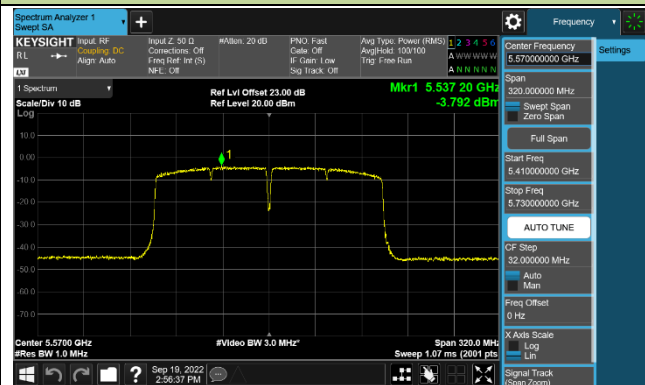 Spectrum Analyzer 1
Swept SA
Frequency
KEYSIGHT
RL
LXI
Input: RF
Coupling: DC
Align: Auto
Input Z: 50 Ω
Corrections: Off
Freq Ref: Int (S)
NFE: Off
#Atten: 20 dB
PNO: Fast
Gate: Off
IF Gain: Low
Sig Track: Off
Avg Type: Power (RMS)
Avg|Hold: 100/100
Trig: Free Run
1 2 3 4 5 6
A W W W W W
A N N N N N
1 Spectrum
Scale/Div 10 dB
Log
Ref Lvl Offset 23.00 dB
Ref Level 20.00 dBm
Mkr1 5.537 20 GHz
-3.792 dBm
1
10.0
0.00
-10.0
-20.0
-30.0
-40.0
-50.0
-60.0
-70.0
Center 5.5700 GHz
#Res BW 1.0 MHz
#Video BW 3.0 MHz*
Span 320.0 MHz
Sweep 1.07 ms (2001 pts
Center Frequency
5.570000000 GHz
Span
320.000000 MHz
Swept Span
Zero Span
Full Span
Start Freq
5.410000000 GHz
Stop Freq
5.730000000 GHz
AUTO TUNE
CF Step
32.000000 MHz
Auto
Man
Freq Offset
0 Hz
X Axis Scale
Log
Lin
Signal Track
(Span Zoom)
Settings
?
Sep 19, 2022
2:56:37 PM